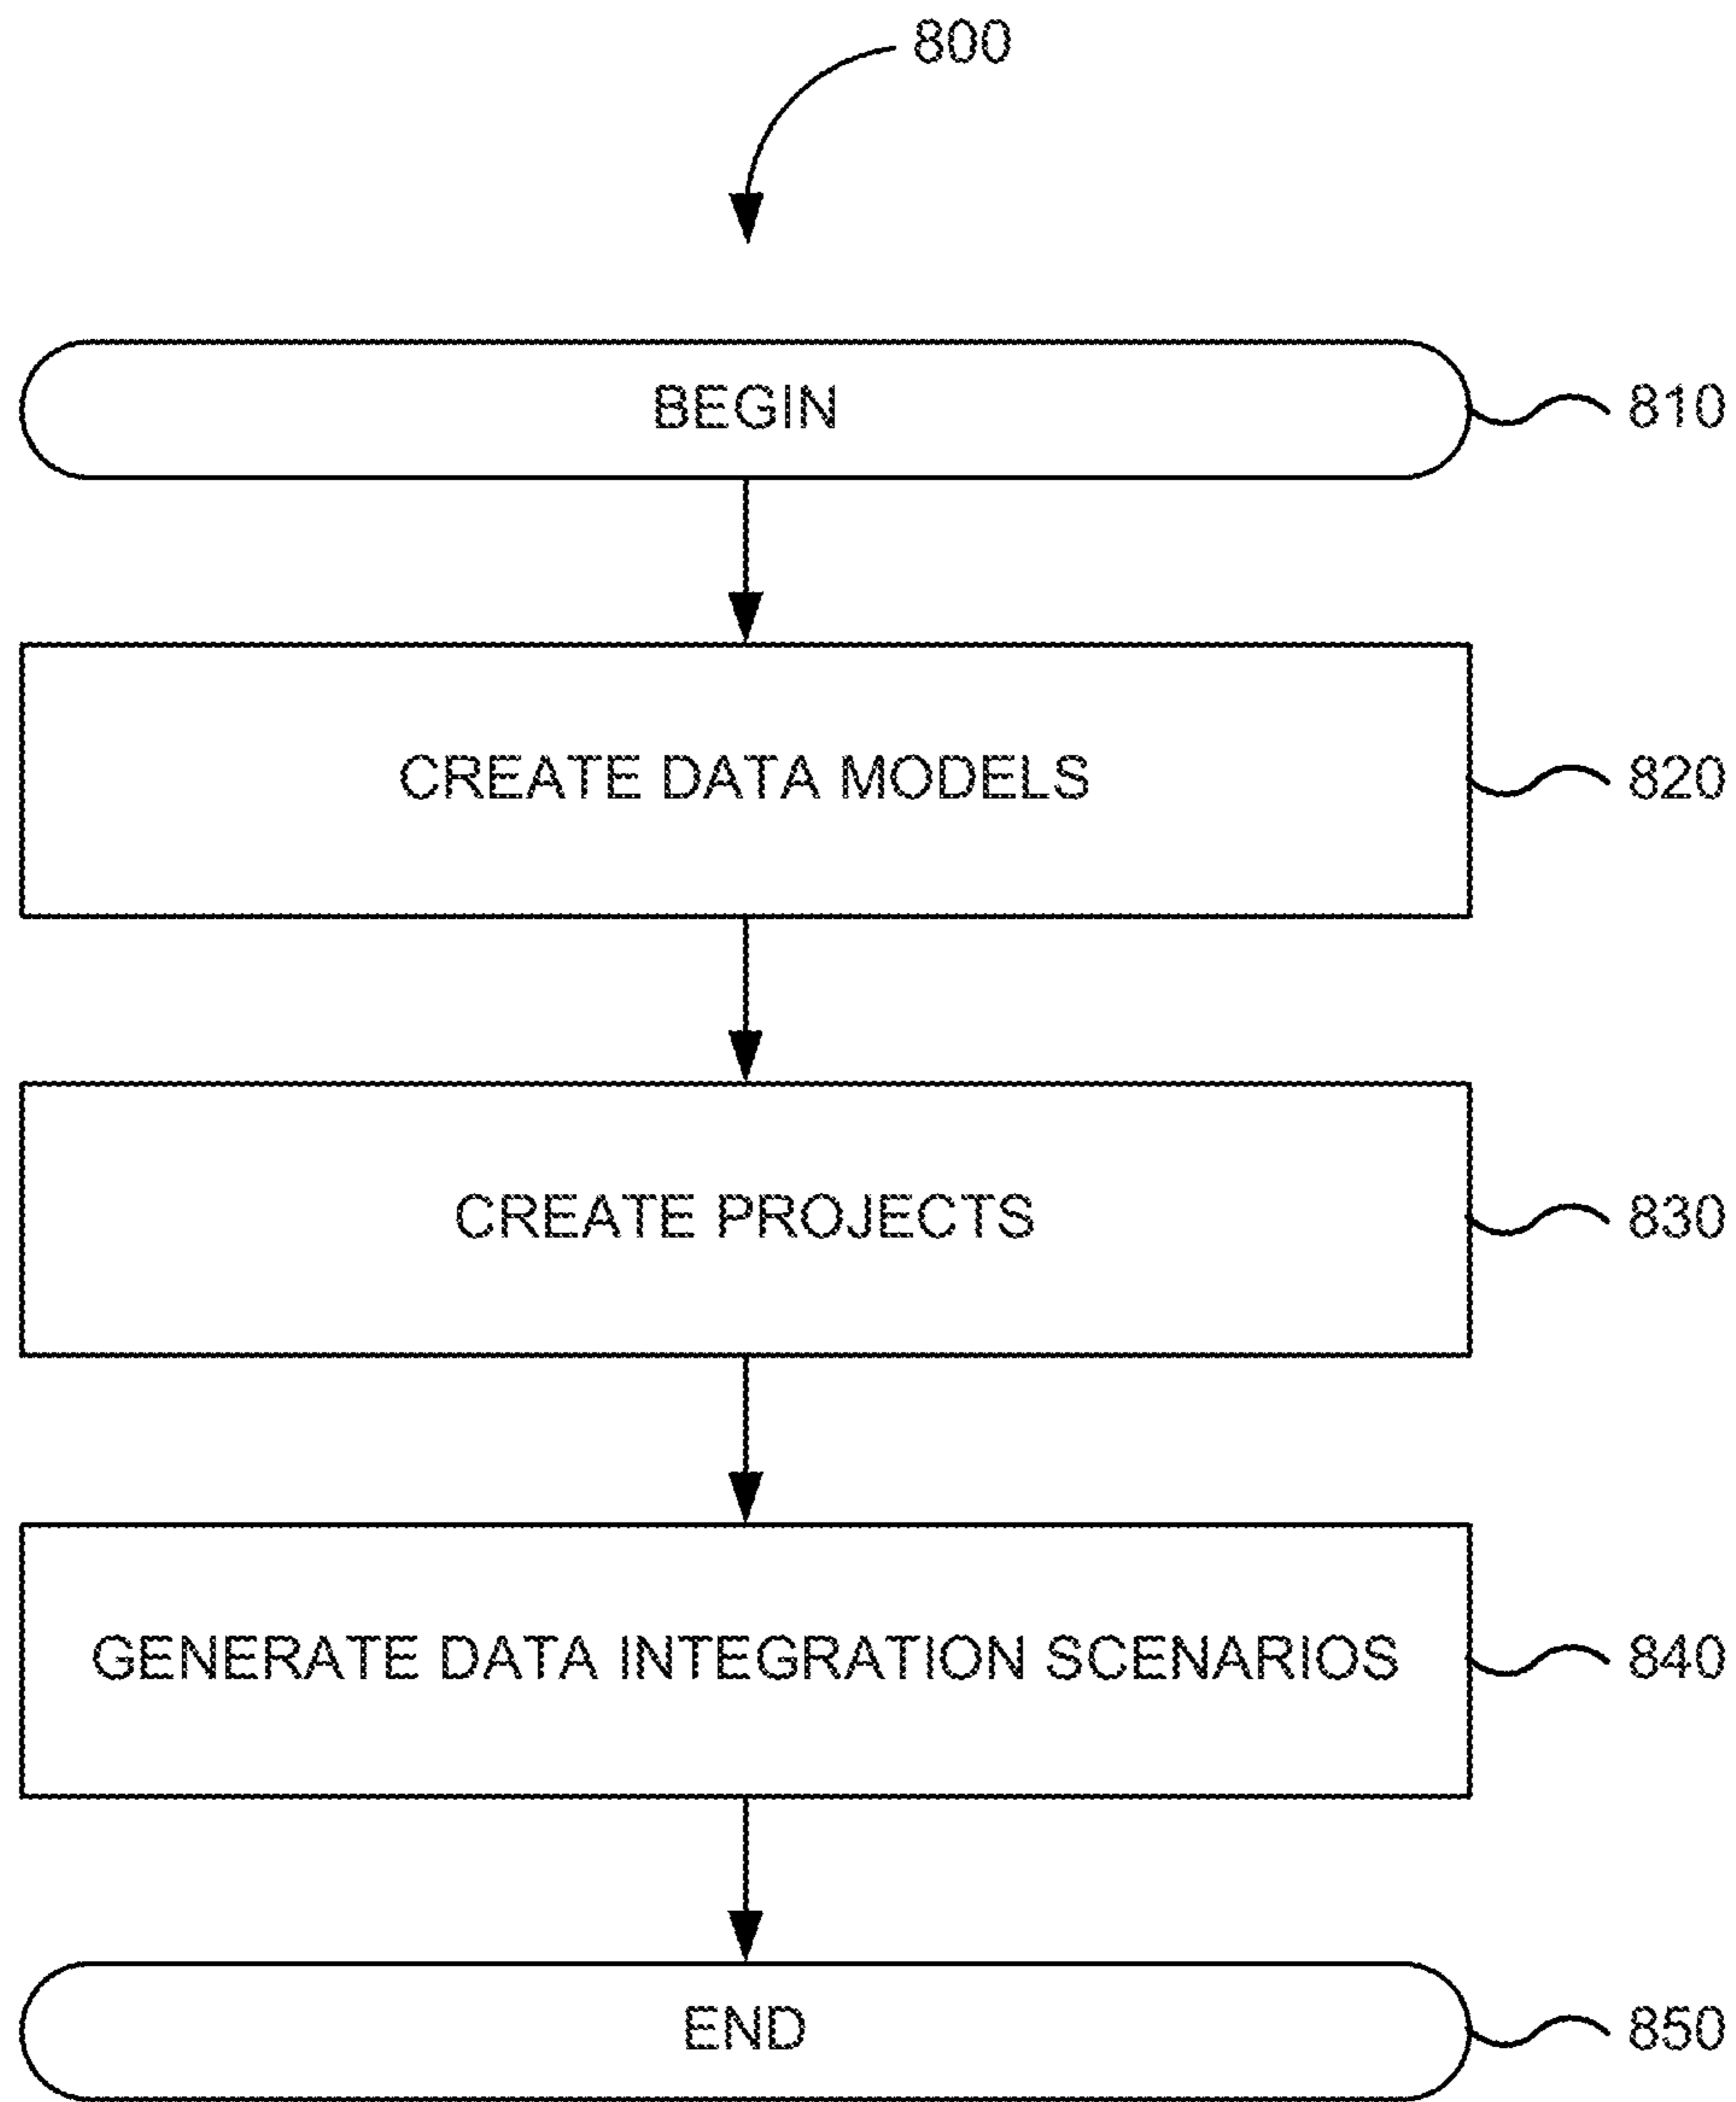 800
BEGIN 810
CREATE DATA MODELS 820
CREATE PROJECTS 830
GENERATE DATA INTEGRATION SCENARIOS 840
END 850